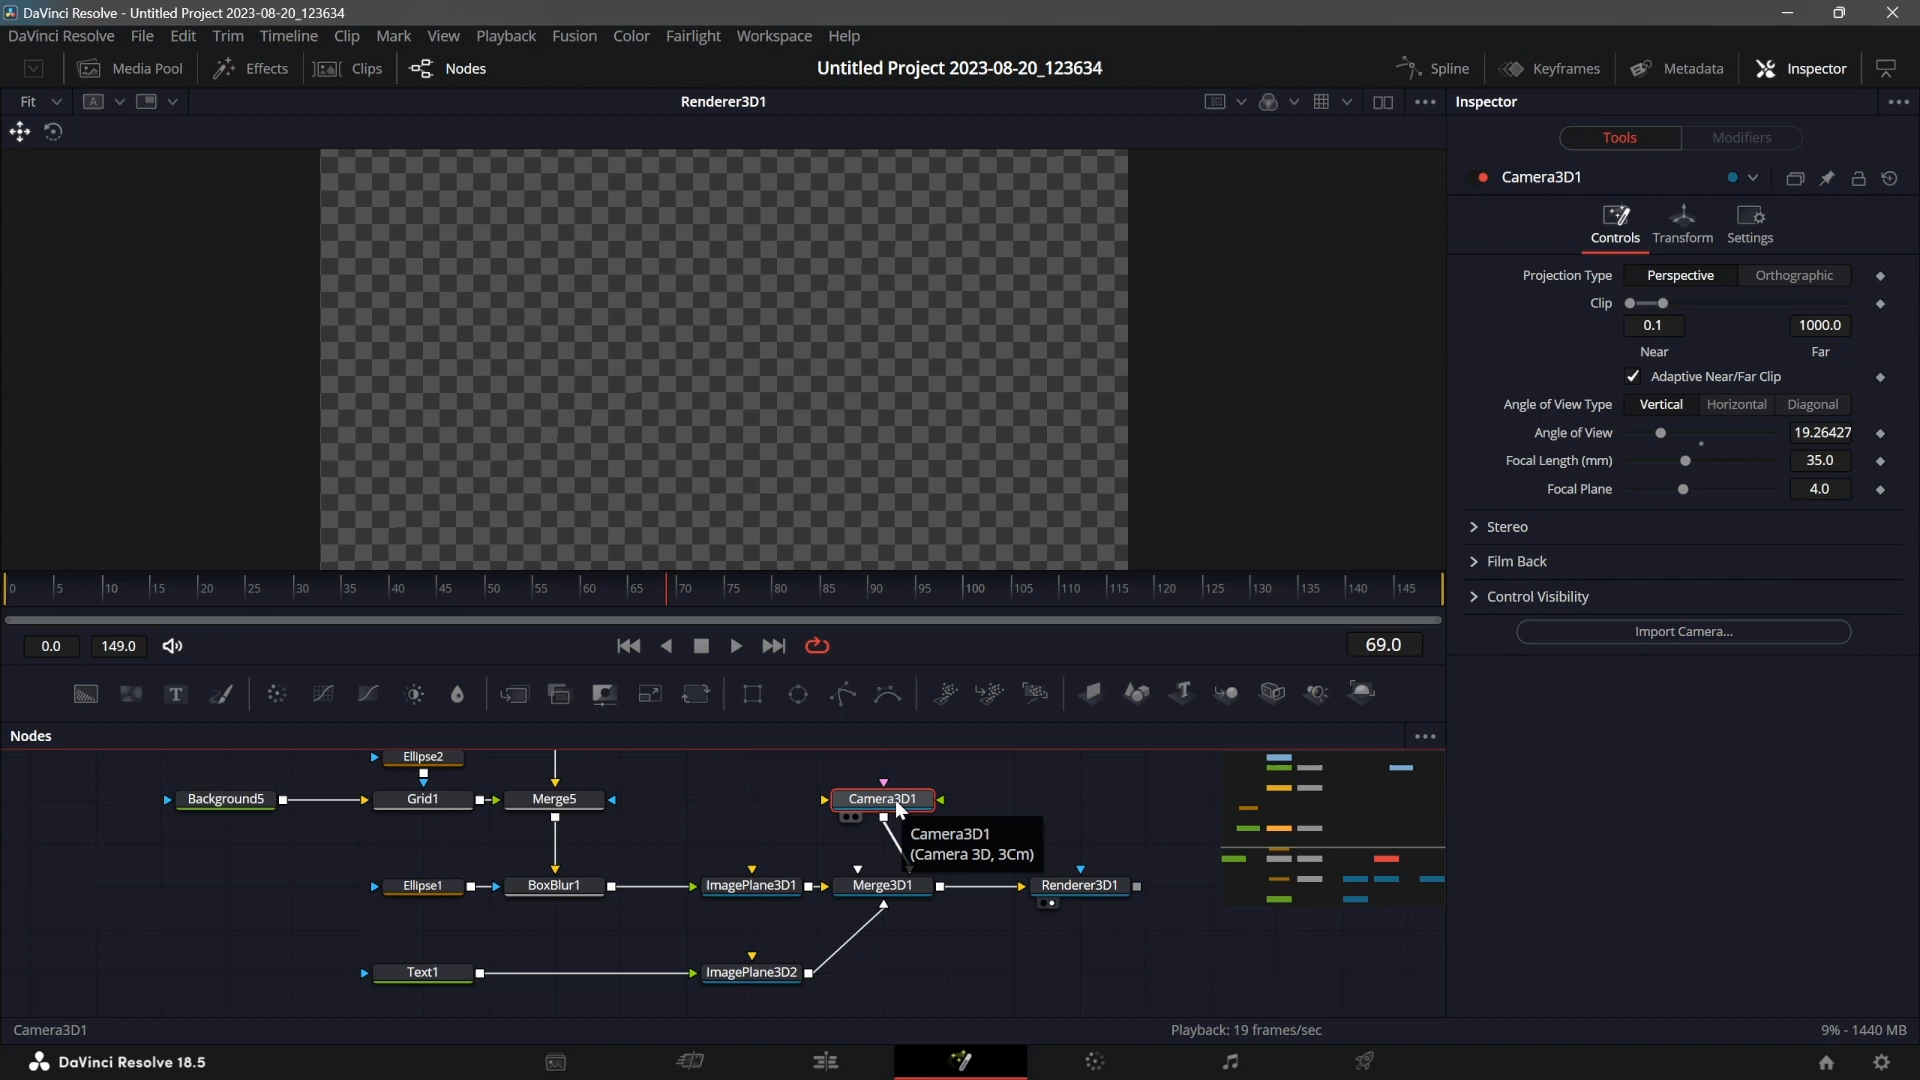 DaVinci Resolve - Untitled Project 2023-08-20_123634
DaVinci Resolve File Edit Trim Timeline Clip Mark View Playback Fusion Color Fairlight Workspace Help
Media Pool Effects Clips Nodes Untitled Project 2023-08-20_123634 Spline Keyframes Metadata Inspector
Fit A Renderer3D1 Inspector
Tools Modifiers
Camera3D1
Controls Transform Settings
Projection Type Perspective Orthographic
Clip
0.1 1000.0
Near Far
Adaptive Near/Far Clip
Angle of View Type Vertical Horizontal Diagonal
Angle of View 19.26427
Focal Length (mm) 35.0
Focal Plane 4.0
Stereo
Film Back
Control Visibility
Import Camera...
0 5 10 15 20 25 30 35 40 45 50 55 60 65 70 75 80 85 90 95 100 105 110 115 120 125 130 135 140 145
0.0 149.0 69.0
T T
Nodes
Ellipse2
Background5 Grid1 Merge5 Camera3D1
Camera3D1
(Camera 3D, 3Cm)
Ellipse1 BoxBlur1 ImagePlane3D1 Merge3D1 Renderer3D1
Text1 ImagePlane3D2
Camera3D1 Playback: 19 frames/sec 9% - 1440 MB
DaVinci Resolve 18.5